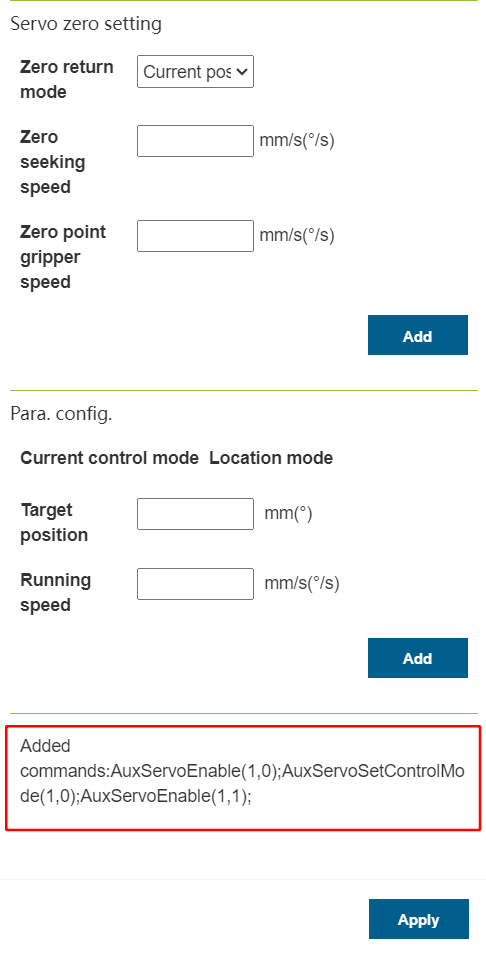 Servo zero setting
Zero return
mode
Current pos
Zero
seeking
speed
mm/s(°/s)
Zero point
gripper
speed
mm/s(°/s)
Add
Para. config.
Current control mode Location mode
Target
position
mm(°)
Running
speed
mm/s(°/s)
Add
Added
commands:AuxServoEnable(1,0);AuxServoSetControlMo
de(1,0);AuxServoEnable(1,1);
Apply